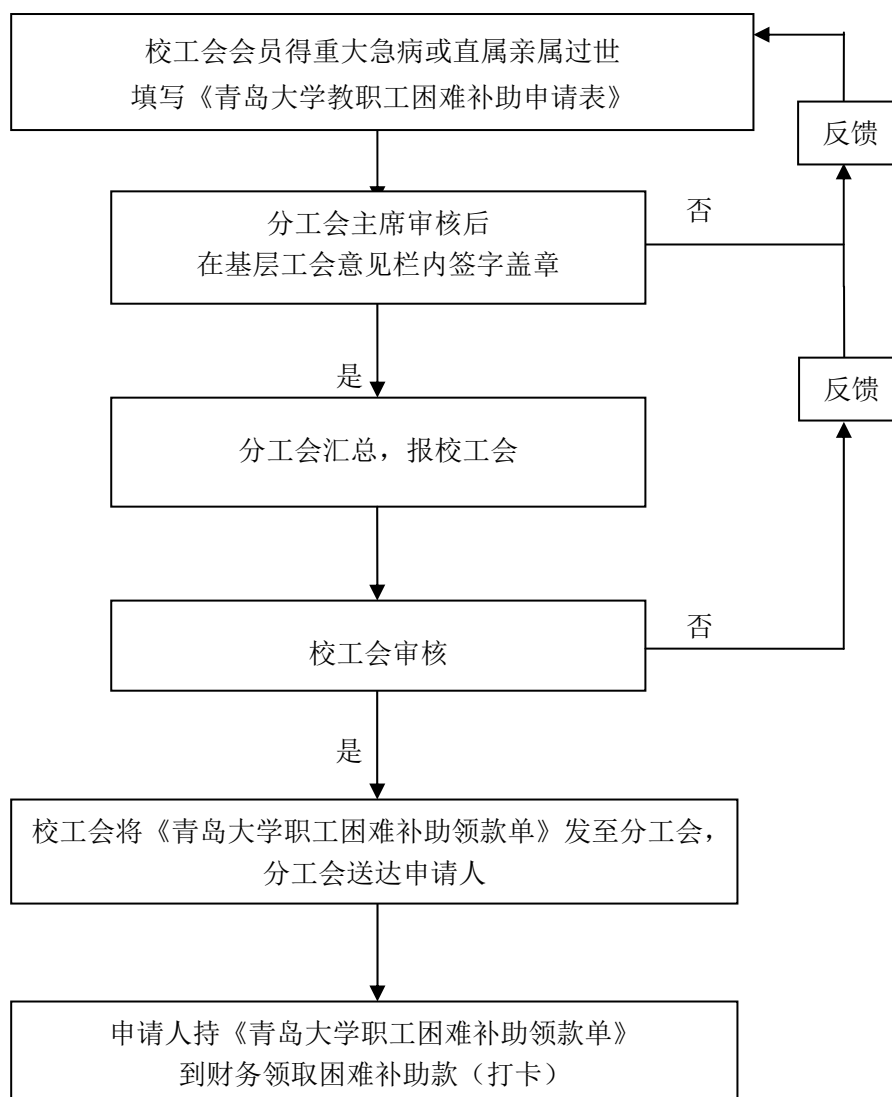 校工会会员得重大急病或直属亲属过世
填写《青岛大学教职工困难补助申请表》
反馈
分工会主席审核后
在基层工会意见栏内签字盖章
否
是
反馈
分工会汇总，报校工会
校工会审核
否
是
校工会将《青岛大学职工困难补助领款单》发至分工会，
分工会送达申请人
申请人持《青岛大学职工困难补助领款单》
到财务领取困难补助款（打卡）